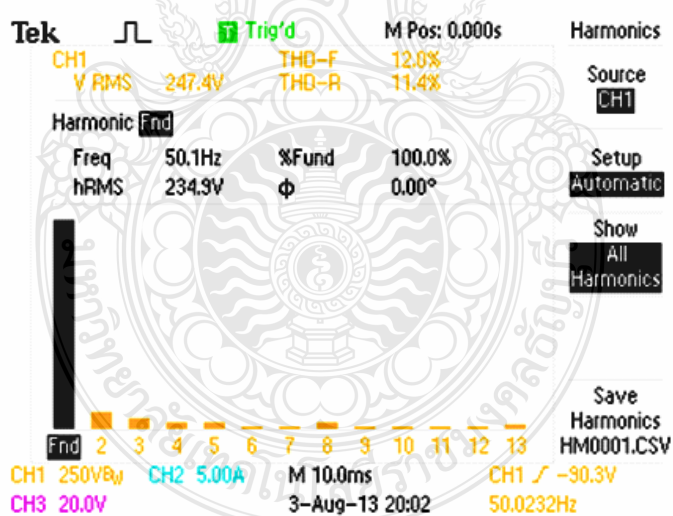 Tek Trig'd M Pos: 0.000s Harmonics
CH1 THD-F 12.0%
V RMS 247.4V THD-R 11.4%
Source
CH1
Harmonic Fnd
Freq 50.1Hz %Fund 100.0%
hRMS 234.9V Φ 0.00°
Setup
Automatic
Show
All
Harmonics
Save
Harmonics
HM0001.CSV
Fnd 2 3 4 5 6 7 8 9 10 11 12 13
CH1 250VBW CH2 5.00A M 10.0ms CH1 -90.3V
CH3 20.0V 3-Aug-13 20:02 50.0232Hz